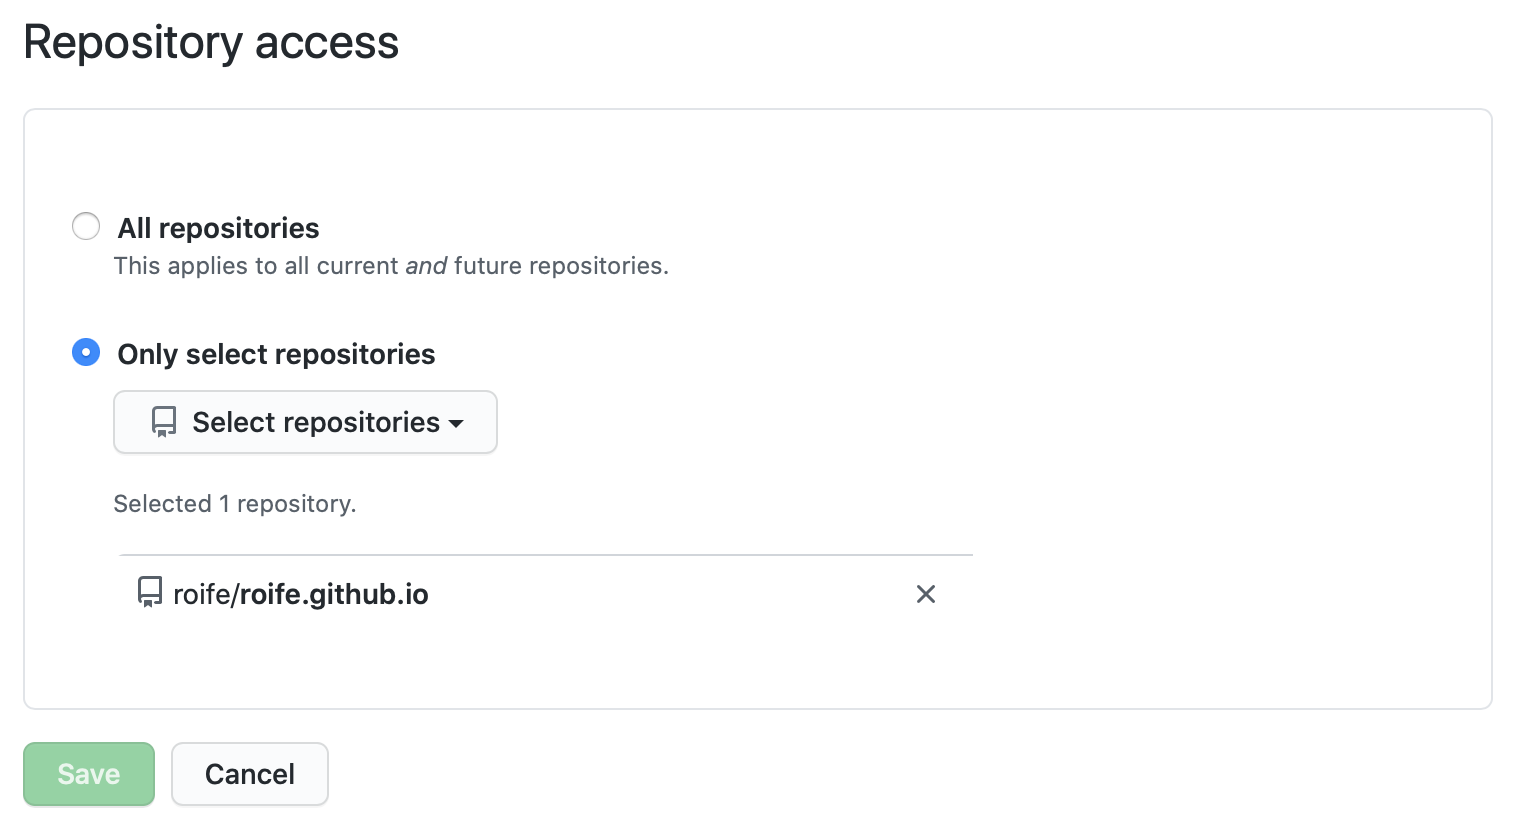 Repository access
All repositories
This applies to all current and future repositories.
Only select repositories
Select repositories
Selected 1 repository.
roife/roife.github.io
Save
Cancel